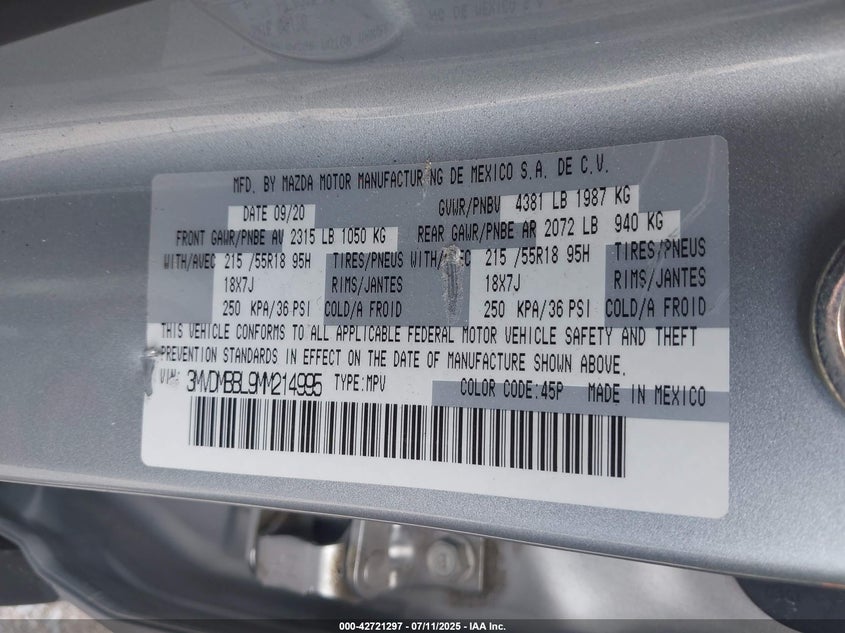 MFD. BY MAZDA MOTOR MANUFACTURING DE MEXICO S.A. DE C.V.
DATE 09/20 GVWR/PNBV 4381 LB 1987 KG
FRONT GAWR/PNBE AV 2315 LB 1050 KG REAR GAWR/PNBE AR 2072 LB 940 KG
WITH/AVEC 215 /55R18 95H TIRES/PNEUS WITH/AVEC 215 /55R18 95H TIRES/PNEUS
18X7J RIMS/JANTES 18X7J RIMS/JANTES
250 KPA/36 PSI COLD/A FROID 250 KPA/36 PSI COLD/A FROID
THIS VEHICLE CONFORMS TO ALL APPLICABLE FEDERAL MOTOR VEHICLE SAFETY AND THEFT
PREVENTION STANDARDS IN EFFECT ON THE DATE OF MANUFACTURE SHOWN ABOVE.
VIN: 3MVDMBBL9MM214995 TYPE:MPV COLOR CODE:45P MADE IN MEXICO
000-42721297 - 07/11/2025 - IAA Inc.